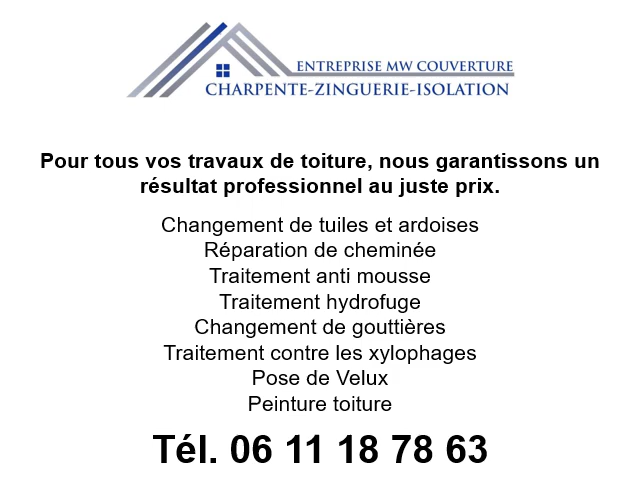 ENTREPRISE MW COUVERTURE
CHARPENTE-ZINGUERIE-ISOLATION
Pour tous vos travaux de toiture, nous garantissons un
résultat professionnel au juste prix.
Changement de tuiles et ardoises
Réparation de cheminée
Traitement anti mousse
Traitement hydrofuge
Changement de gouttières
Traitement contre les xylophages
Pose de Velux
Peinture toiture
Tél. 06 11 18 78 63